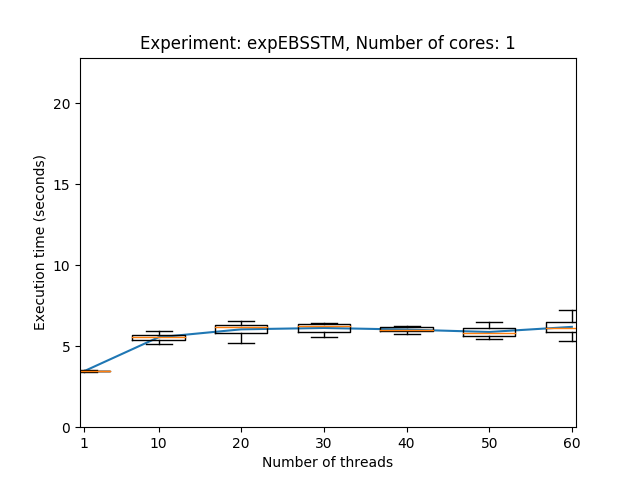 Experiment: expEBSSTM, Number of cores: 1
Execution time (seconds)
20
15
10
5
0
1 10 20 30 40 50 60
Number of threads